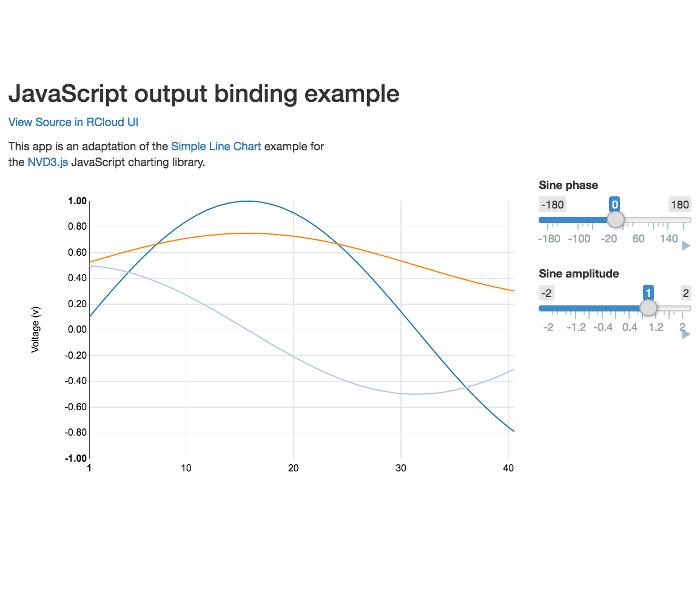 JavaScript output binding example
View Source in RCloud UI
This app is an adaptation of the Simple Line Chart example for
the NVD3.js JavaScript charting library.
Sine phase
-180 0 180
-180 -100 -20 60 140
Sine amplitude
-2 1 2
-2 -1.2 -0.4 0.4 1.2 2
Voltage (v)
1.00
0.80
0.60
0.40
0.20
0.00
-0.20
-0.40
-0.60
-0.80
-1.00
1 10 20 30 40